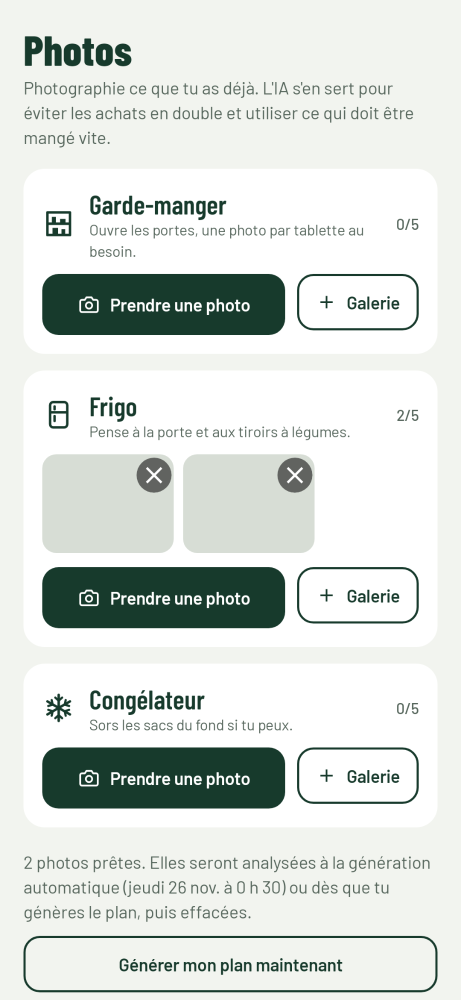 Photos
Photographie ce que tu as déjà. L'IA s'en sert pour
éviter les achats en double et utiliser ce qui doit être
mangé vite.
Garde-manger
Ouvre les portes, une photo par tablette au
besoin.
0/5
Prendre une photo
+ Galerie
Frigo
Pense à la porte et aux tiroirs à légumes.
2/5
Prendre une photo
+ Galerie
Congélateur
Sors les sacs du fond si tu peux.
0/5
Prendre une photo
+ Galerie
2 photos prêtes. Elles seront analysées à la génération
automatique (jeudi 26 nov. à 0 h 30) ou dès que tu
génères le plan, puis effacées.
Générer mon plan maintenant